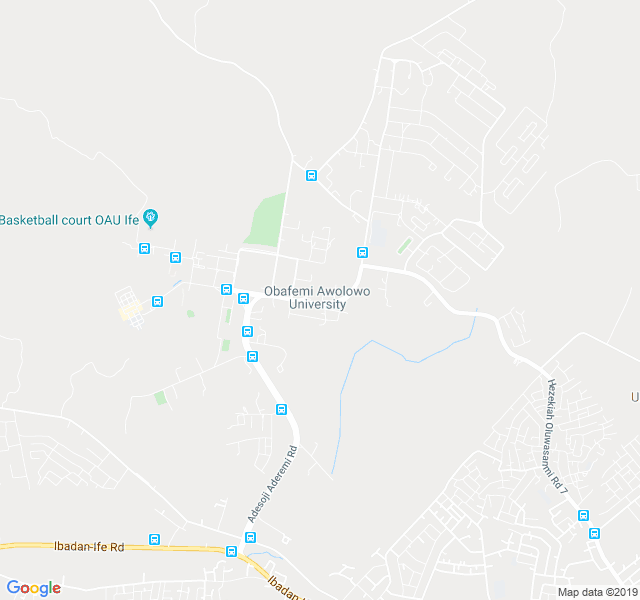 Basketball court OAU Ife
Obafemi Awolowo
University
Hezekiah Oluwasanmi Rd 7
U
Adesoji Aderemi Rd
Ibadan-Ife Rd
Ibadan-I
Google
Map data ©2019